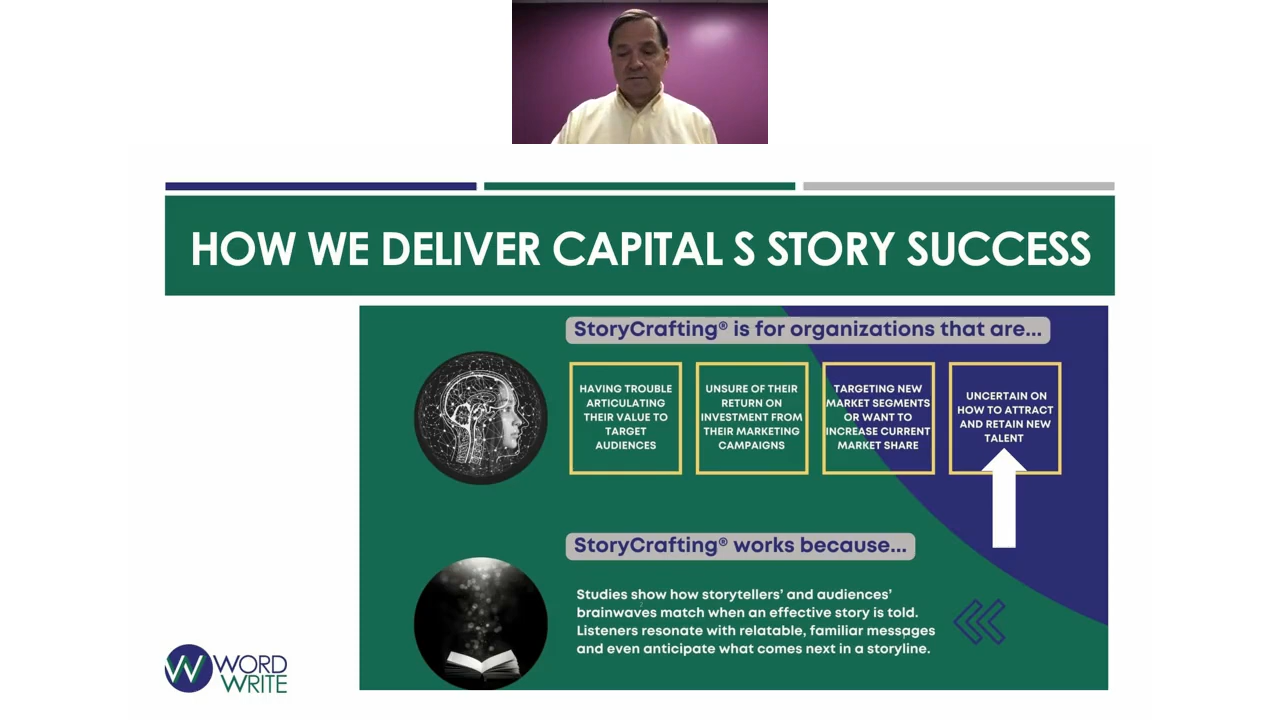 HOW WE DELIVER CAPITAL S STORY SUCCESS
StoryCrafting® is for organizations that are...
HAVING TROUBLE
ARTICULATING
THEIR VALUE TO
TARGET
AUDIENCES
UNSURE OF THEIR
RETURN ON
INVESTMENT FROM
THEIR MARKETING
CAMPAIGNS
TARGETING NEW
MARKET SEGMENTS
OR WANT TO
INCREASE CURRENT
MARKET SHARE
UNCERTAIN ON
HOW TO ATTRACT
AND RETAIN NEW
TALENT
StoryCrafting® works because...
Studies show how storytellers’ and audiences’
brainwaves match when an effective story is told.
Listeners resonate with relatable, familiar messages
and even anticipate what comes next in a storyline.
W WORD
WRITE